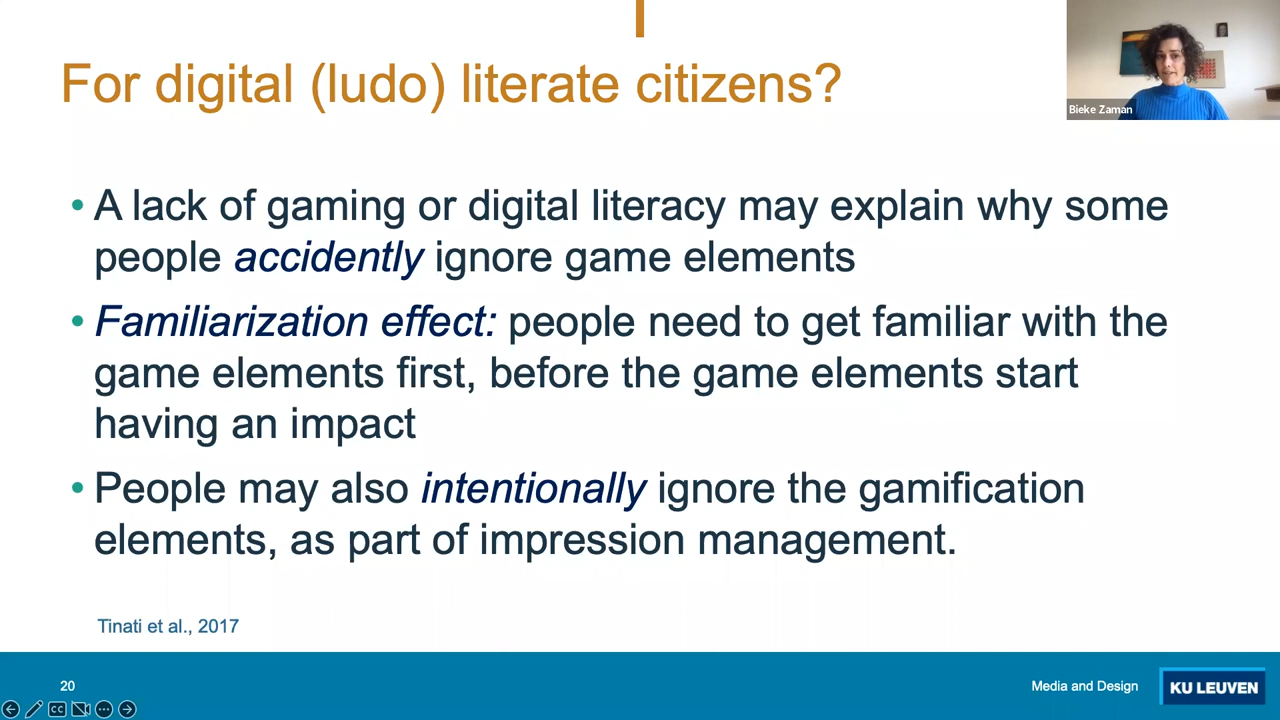 For digital (ludo) literate citizens?
Bieke Zaman
• A lack of gaming or digital literacy may explain why some
people accidently ignore game elements
• Familiarization effect: people need to get familiar with the
game elements first, before the game elements start
having an impact
• People may also intentionally ignore the gamification
elements, as part of impression management.
Tinati et al., 2017
20
Media and Design
KU LEUVEN
CC